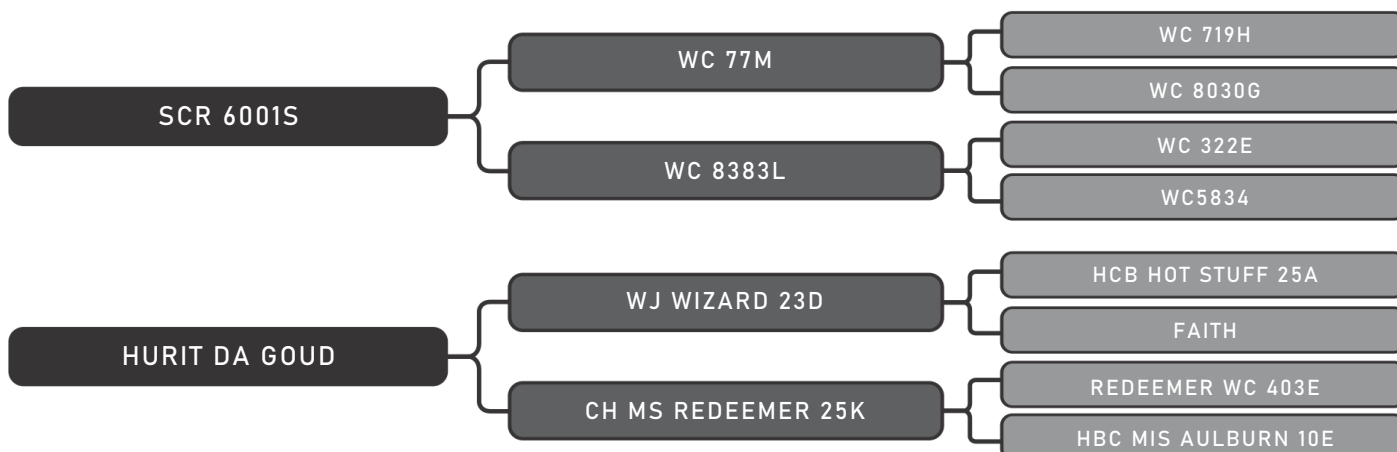 SCR 6001S
WC 77M
WC 8383L
WC 719H
WC 8030G
WC 322E
WC5834
HURIT DA GOUD
WJ WIZARD 23D
CH MS REDEEMER 25K
HCB HOT STUFF 25A
FAITH
REDEEMER WC 403E
HBC MIS AULBURN 10E